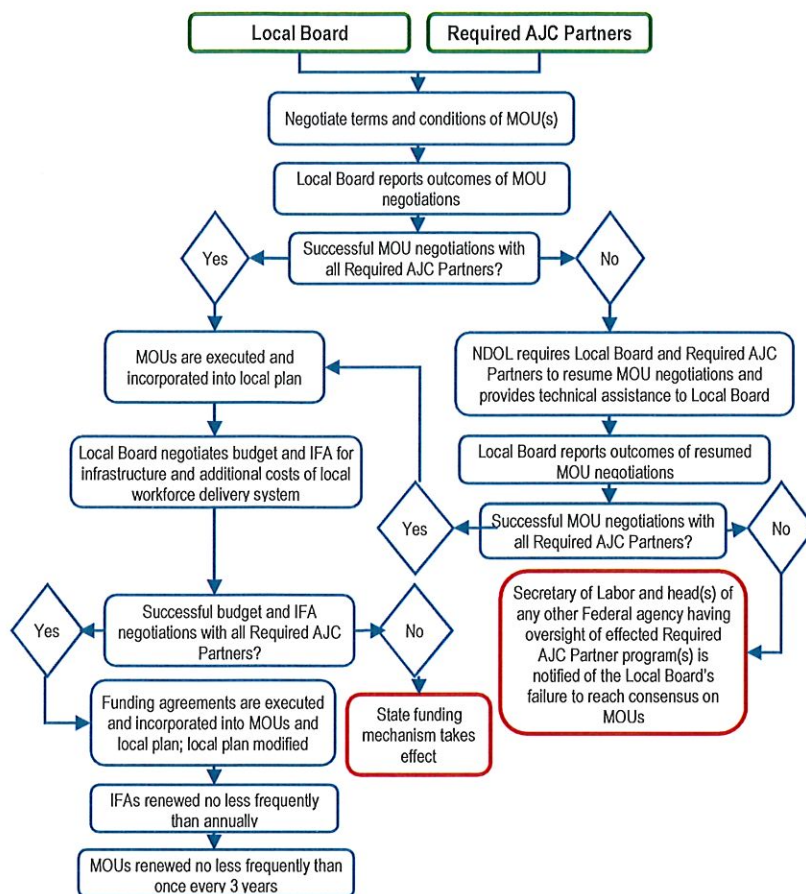 Local Board
Required AJC Partners
Negotiate terms and conditions of MOU(s)
Local Board reports outcomes of MOU
negotiations
Yes
Successful MOU negotiations with
all Required AJC Partners?
No
MOUs are executed and
incorporated into local plan
NDOL requires Local Board and Required AJC
Partners to resume MOU negotiations and
provides technical assistance to Local Board
Local Board negotiates budget and IFA for
infrastructure and additional costs of local
workforce delivery system
Local Board reports outcomes of resumed
MOU negotiations
Yes
Successful MOU negotiations with
all Required AJC Partners?
No
Secretary of Labor and head(s) of
any other Federal agency having
oversight of effected Required
AJC Partner program(s) is
notified of the Local Board's
failure to reach consensus on
MOUs
Yes
Successful budget and IFA
negotiations with all Required AJC
Partners?
No
Funding agreements are executed
and incorporated into MOUs and
local plan; local plan modified
State funding
mechanism takes
effect
IFAs renewed no less frequently
than annually
MOUs renewed no less frequently than
once every 3 years